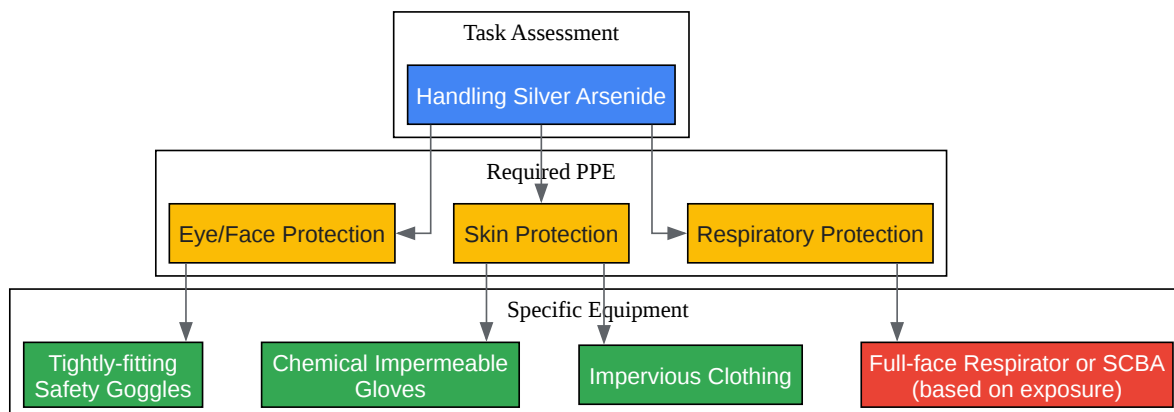 Task Assessment
Handling Silver Arsenide
Required PPE
Eye/Face Protection
Skin Protection
Respiratory Protection
Specific Equipment
Tightly-fitting
Safety Goggles
Chemical Impermeable
Gloves
Impervious Clothing
Full-face Respirator or SCBA
(based on exposure)